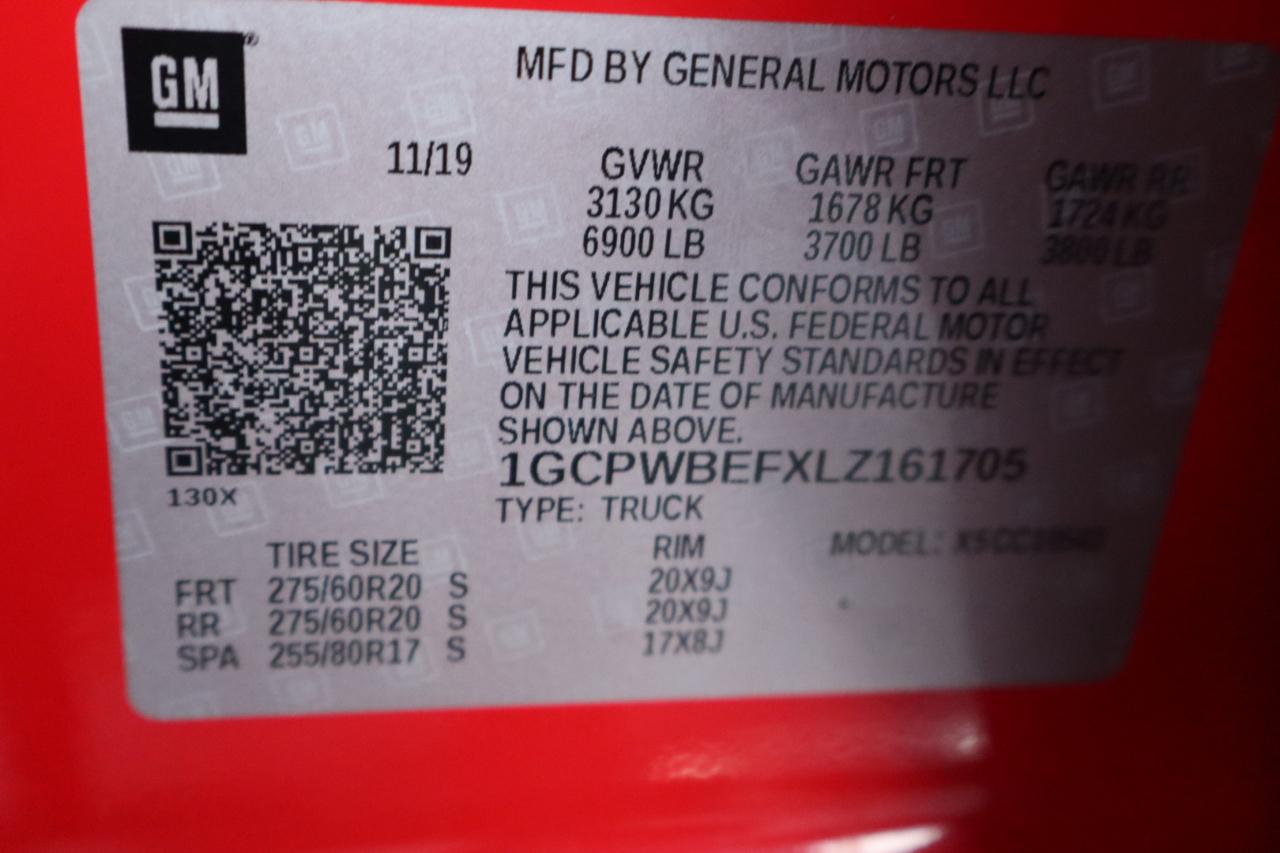 GM
MFD BY GENERAL MOTORS LLC
11/19 GVWR GAWR FRT GAWR RR
3130 KG 1678 KG 1724 KG
6900 LB 3700 LB 3800 LB
THIS VEHICLE CONFORMS TO ALL
APPLICABLE U.S. FEDERAL MOTOR
VEHICLE SAFETY STANDARDS IN EFFECT
ON THE DATE OF MANUFACTURE
SHOWN ABOVE.
1GCPWBEFXLZ161705
130X
TYPE: TRUCK
TIRE SIZE RIM MODEL:
FRT 275/60R20 S 20X9J
RR 275/60R20 S 20X9J
SPA 255/80R17 S 17X8J